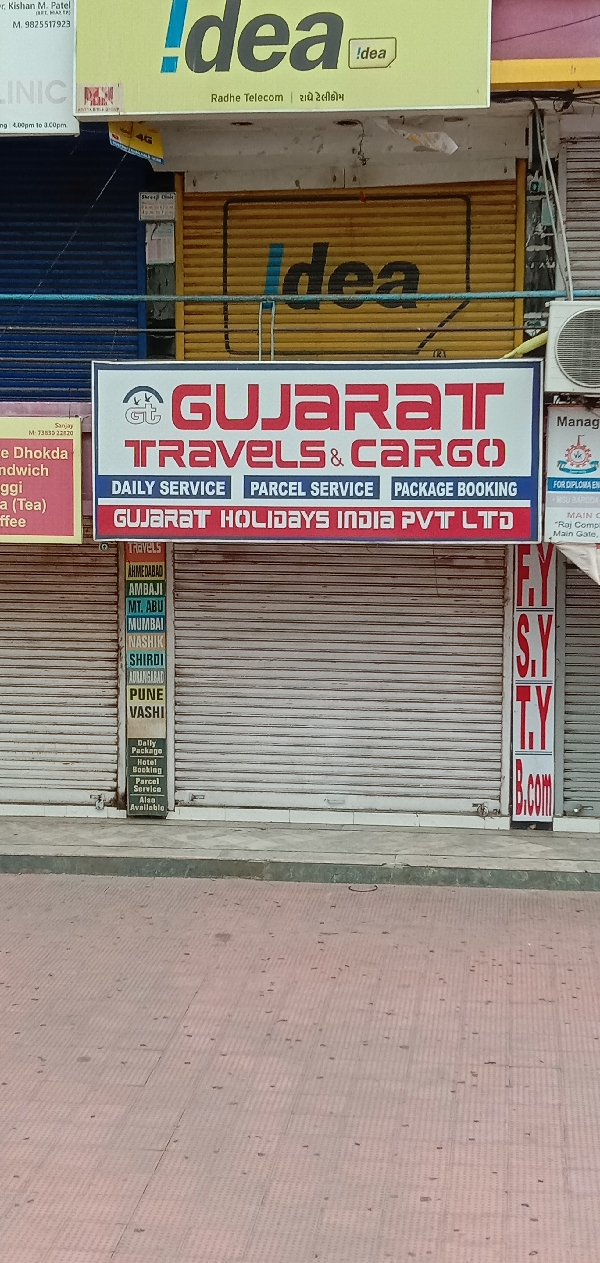 r. Kishan M. Patel
M. 9825517923
LINIC
ng : 4.00pm to 8.00pm.
!dea
!dea
Radhe Telecom | રાધે ટેલીકોમ
4G
!dea
Sanjay
M- 73830 22820
e Dhokda
ndwich
ggi
a (Tea)
ffee
Gt
GUJARAT
TRAVELS & CARGO
DAILY SERVICE
PARCEL SERVICE
PACKAGE BOOKING
GUJARAT HOLIDAYS INDIA PVT LTD
Manag
FOR DIPLOMA EN
MAIN C
"Raj Comp
Main Gate,
TRAVELS
AHMEDABAD
AMBAJI
MT. ABU
MUMBAI
NASHIK
SHIRDI
AURANGABAD
PUNE
VASHI
Daily
Package
Hotel
Booking
Parcel
Service
Also
Available
F.Y
S.Y
T.Y
B.com